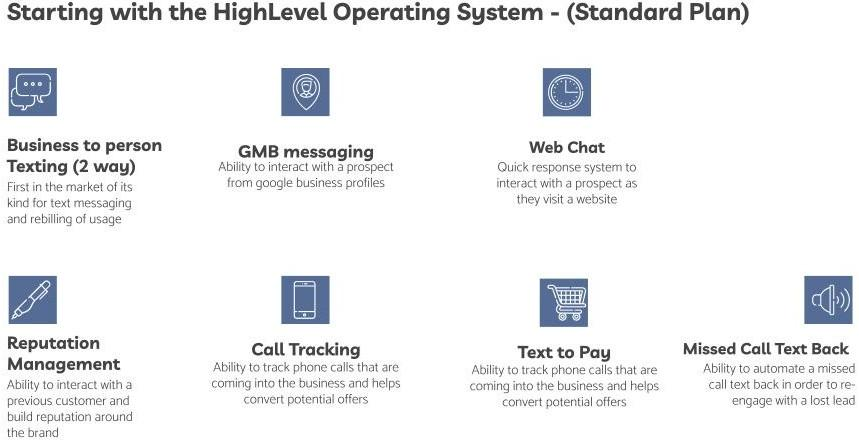 Starting with the HighLevel Operating System - (Standard Plan)
Business to person
Texting (2 way)
First in the market of its
kind for text messaging
and rebilling of usage
GMB messaging
Ability to interact with a prospect
from google business profiles
Web Chat
Quick response system to
interact with a prospect as
they visit a website
Reputation
Management
Ability to interact with a
previous customer and
build reputation around
the brand
Call Tracking
Ability to track phone calls that are
coming into the business and helps
convert potential offers
Text to Pay
Ability to track phone calls that are
coming into the business and helps
convert potential offers
Missed Call Text Back
Ability to automate a missed
call text back in order to re-
engage with a lost lead